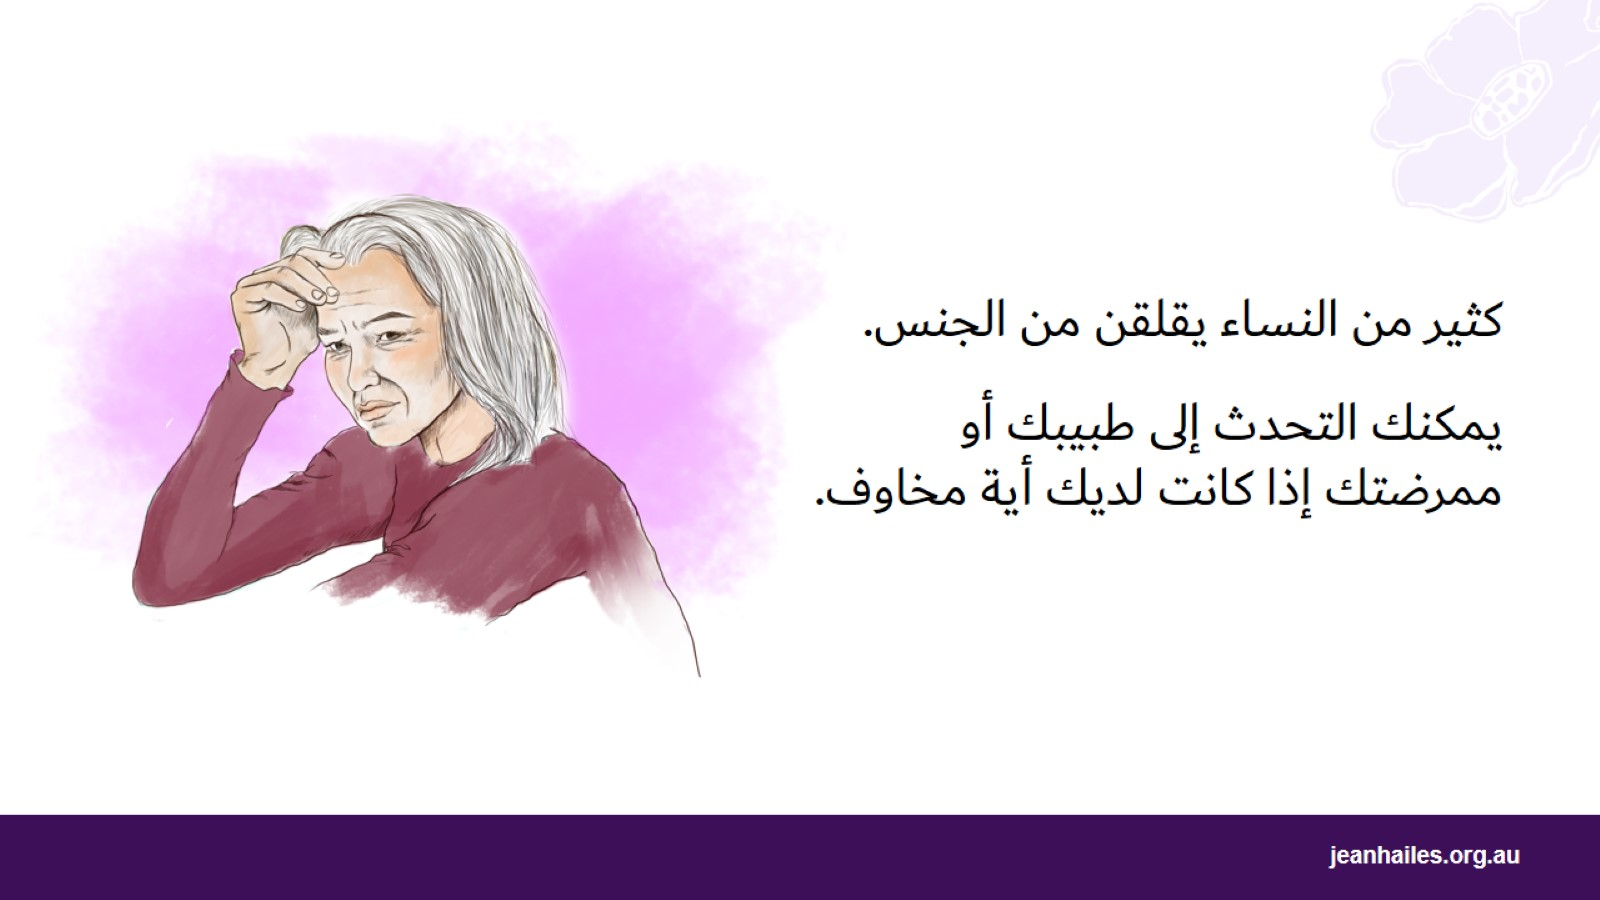 كثير من النساء يقلقن من الجنس.
يمكنك التحدث إلى طبيبك أو
ممرضتك إذا كانت لديك أية مخاوف.
jeanhailes.org.au